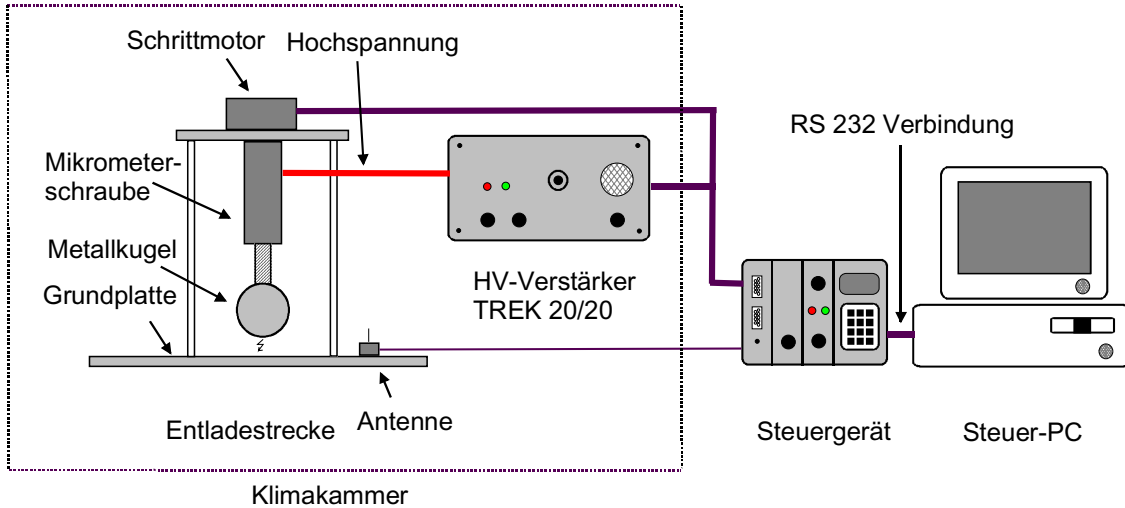 Schrittmotor
Hochspannung
RS 232 Verbindung
Mikrometer-
schraube
Metallkugel
Grundplatte
HV-Verstärker
TREK 20/20
Antenne
Entladestrecke
Steuergerät
Steuer-PC
Klimakammer